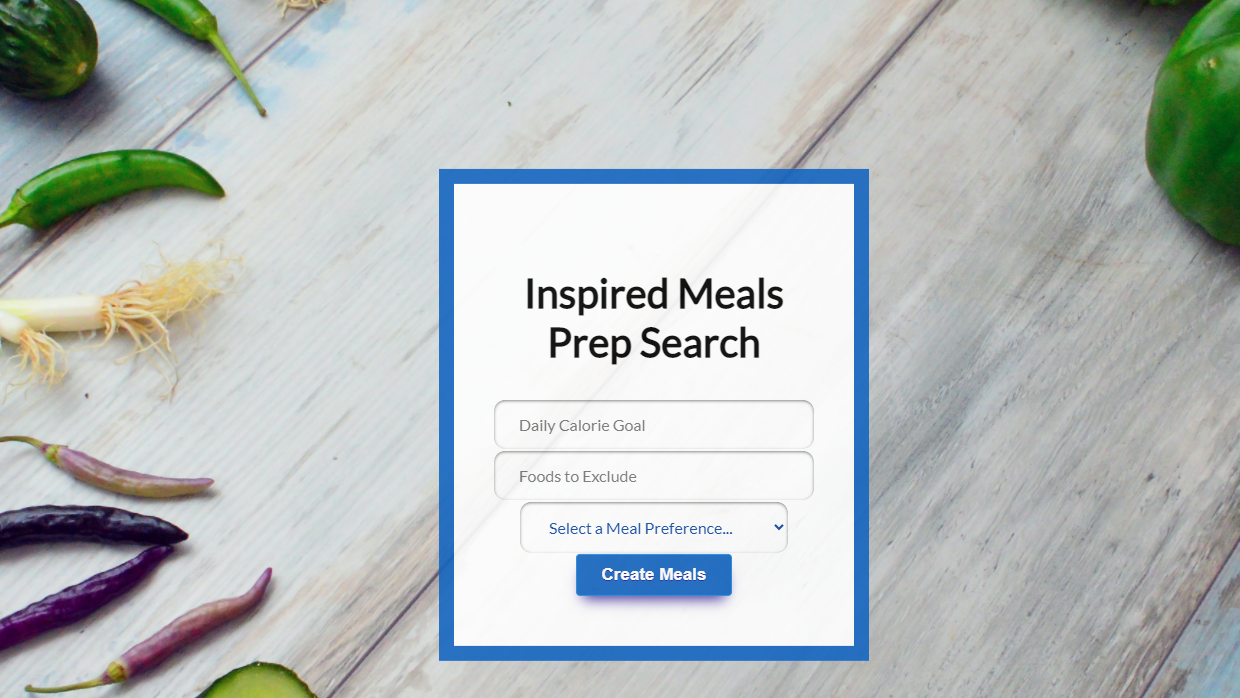 Inspired Meals
Prep Search
Daily Calorie Goal
Foods to Exclude
Select a Meal Preference...
Create Meals